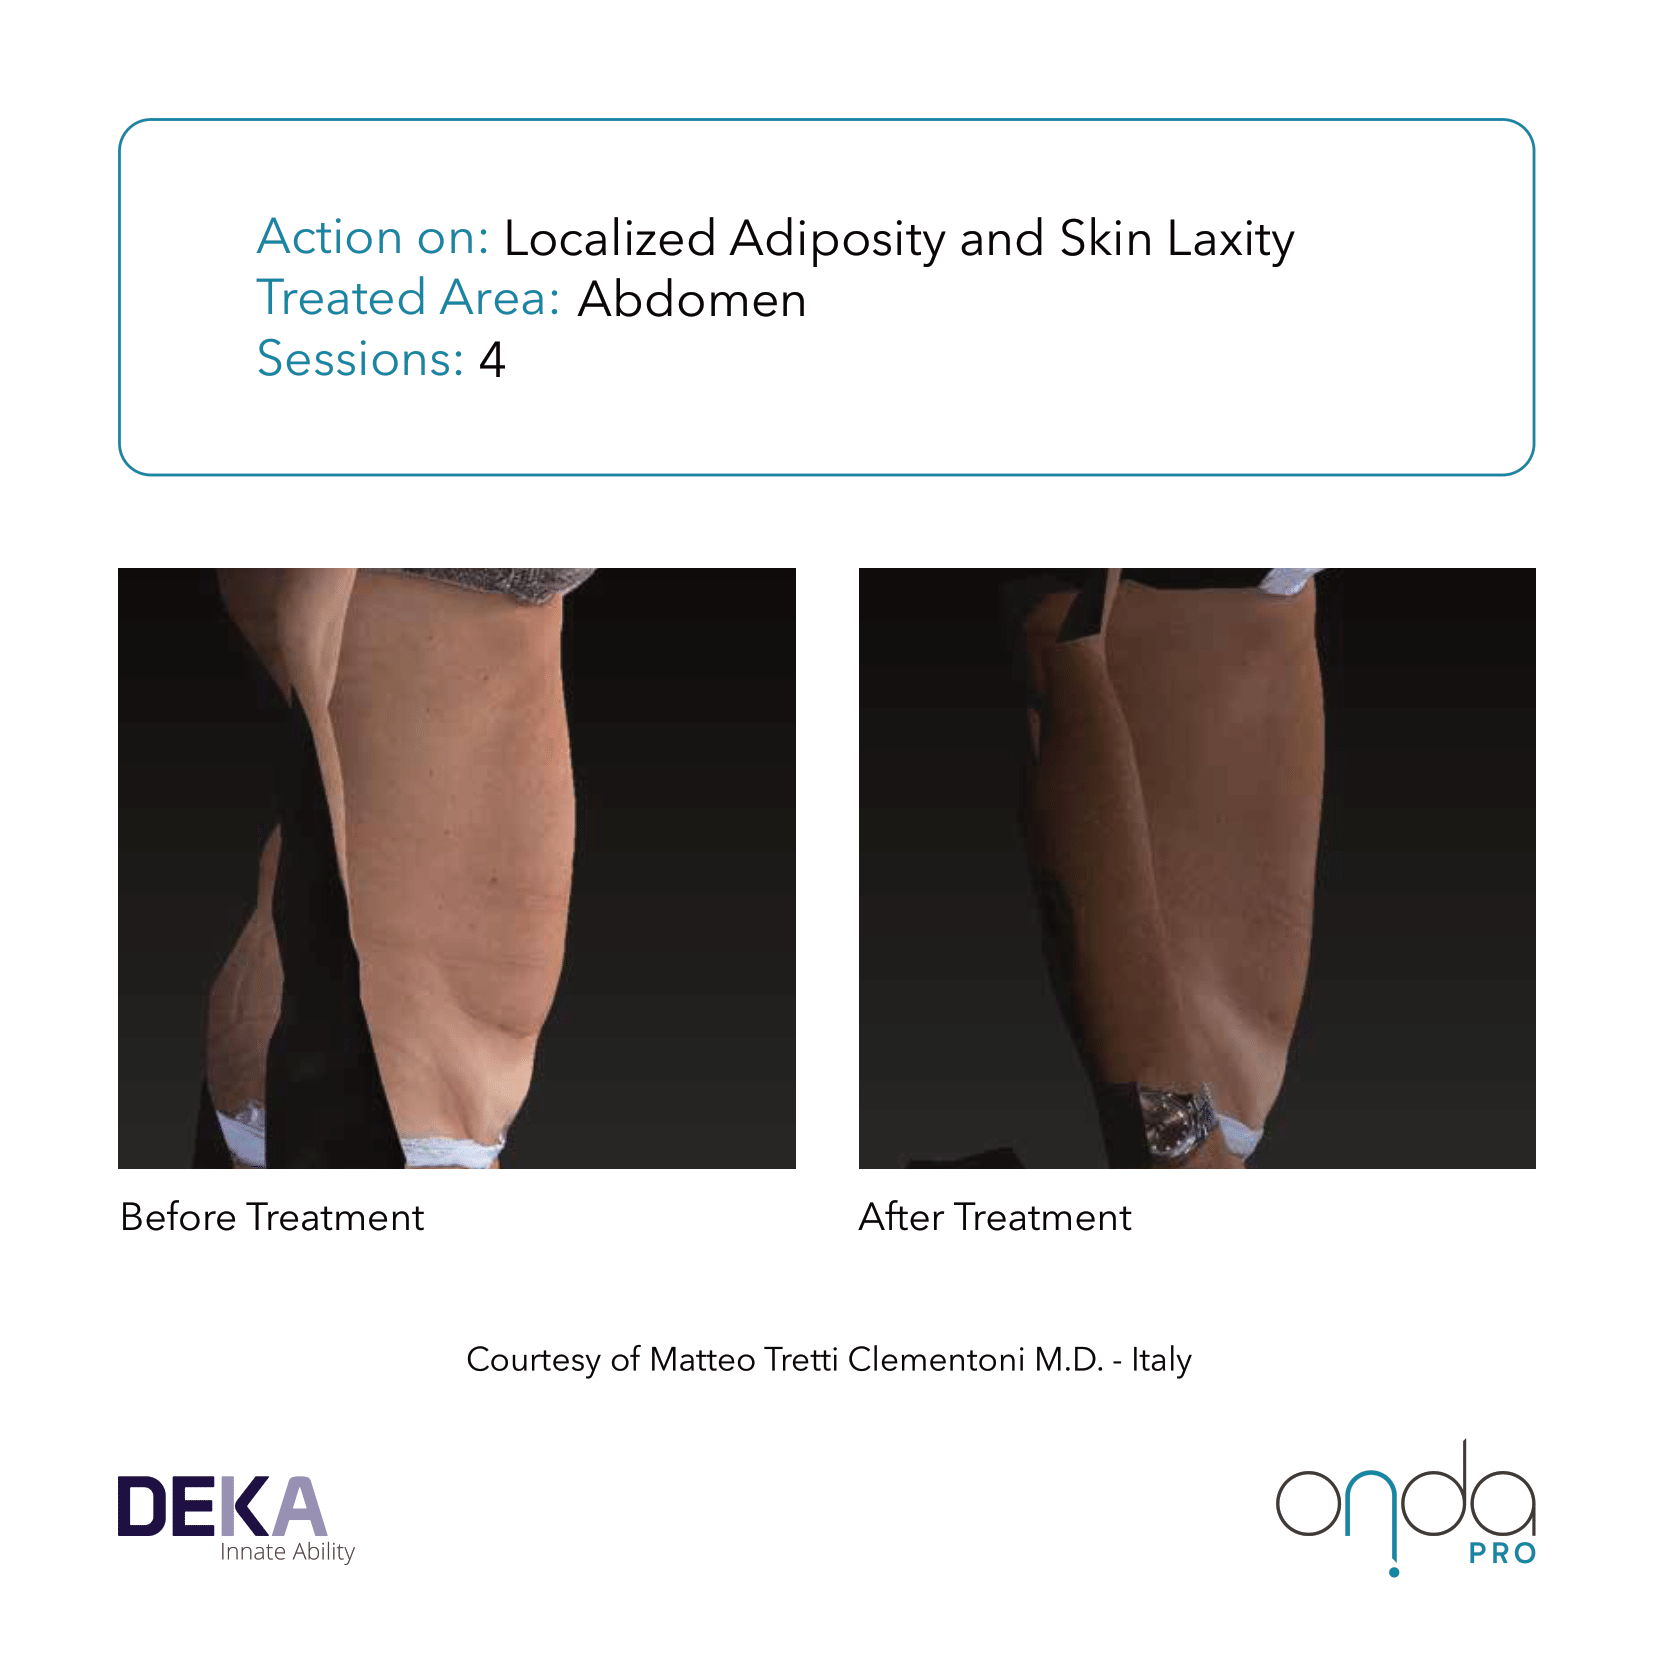 Action on: Localized Adiposity and Skin Laxity
Treated Area: Abdomen
Sessions: 4
Before Treatment
After Treatment
Courtesy of Matteo Tretti Clementoni M.D. - Italy
DEKA
Innate Ability
onda
PRO